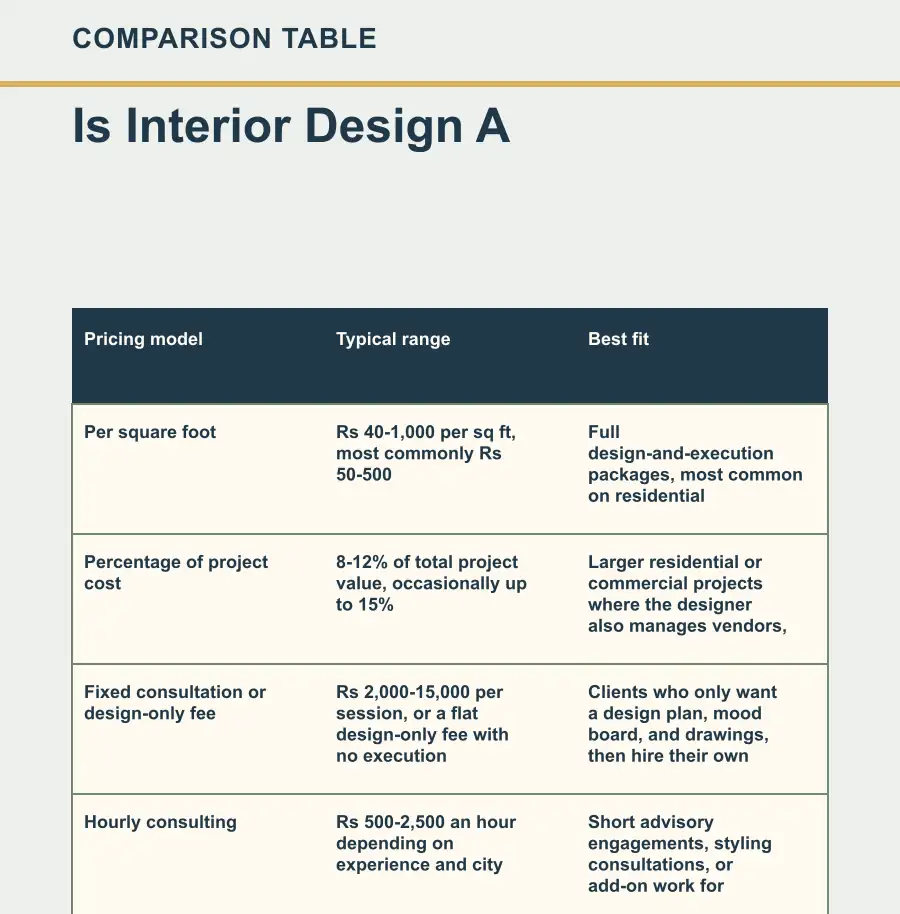 COMPARISON TABLE
Is Interior Design A
Pricing model
Typical range
Best fit
Per square foot
Rs 40-1,000 per sq ft,
most commonly Rs
50-500
Full
design-and-execution
packages, most common
on residential
Percentage of project
cost
8-12% of total project
value, occasionally up
to 15%
Larger residential or
commercial projects
where the designer
also manages vendors,
Fixed consultation or
design-only fee
Rs 2,000-15,000 per
session, or a flat
design-only fee with
no execution
Clients who only want
a design plan, mood
board, and drawings,
then hire their own
Hourly consulting
Rs 500-2,500 an hour
depending on
experience and city
Short advisory
engagements, styling
consultations, or
add-on work for